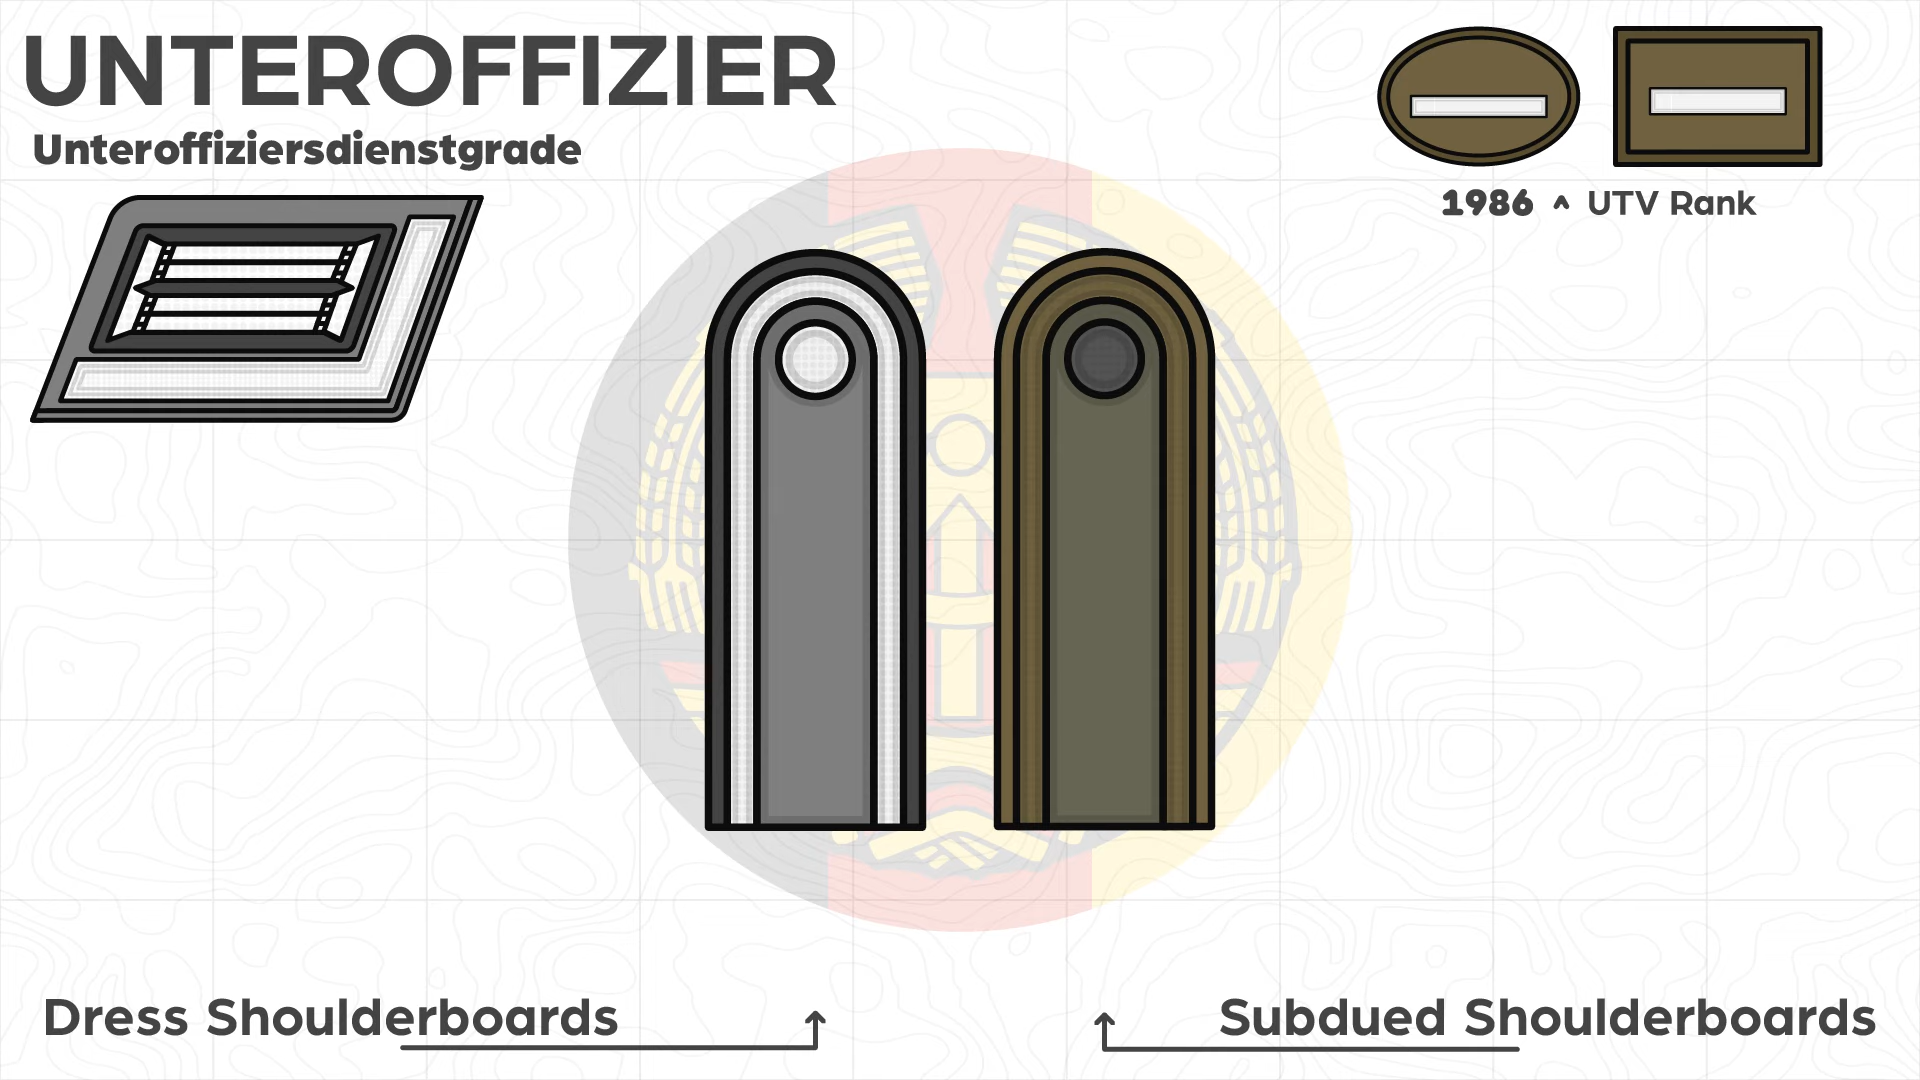 UNTEROFFIZIER
Unteroffiziersdienstgrade
1986 ^ UTV Rank
Dress Shoulderboards
Subdued Shoulderboards